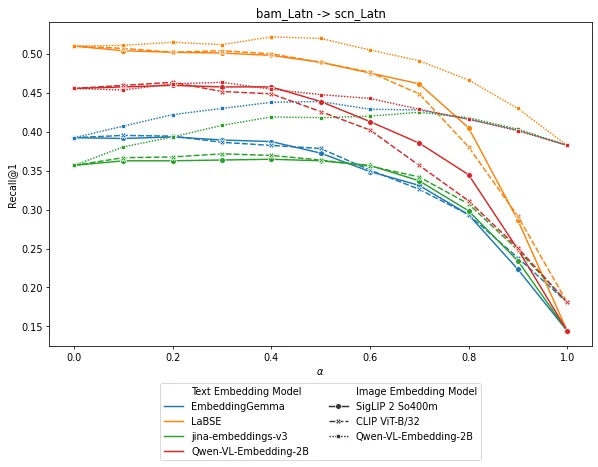 bam_Latn -> scn_Latn
Recall@1
0.50
0.45
0.40
0.35
0.30
0.25
0.20
0.15
0.0 0.2 0.4 0.6 0.8 1.0
α
Text Embedding Model Image Embedding Model
EmbeddingGemma SigLIP 2 So400m
LaBSE CLIP ViT-B/32
jina-embeddings-v3 Qwen-VL-Embedding-2B
Qwen-VL-Embedding-2B